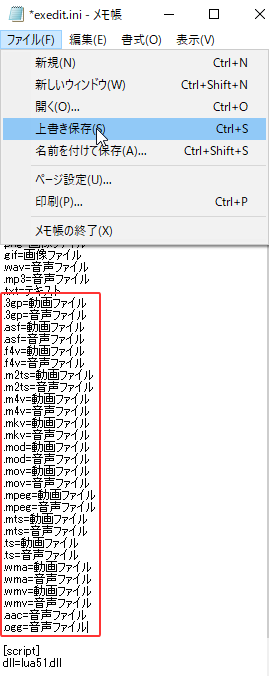 *exedit.ini - メモ帳
ファイル(F) 編集(E) 書式(O) 表示(V)
新規(N) Ctrl+N
新しいウィンドウ(W) Ctrl+Shift+N
開く(O)... Ctrl+O
上書き保存(S) Ctrl+S
名前を付けて保存(A)... Ctrl+Shift+S
ページ設定(U)...
印刷(P)... Ctrl+P
メモ帳の終了(X)
.png=画像ファイル
.gif=画像ファイル
.wav=音声ファイル
.mp3=音声ファイル
.txt=テキスト
.3gp=動画ファイル
.3gp=音声ファイル
.asf=動画ファイル
.asf=音声ファイル
.f4v=動画ファイル
.f4v=音声ファイル
.m2ts=動画ファイル
.m2ts=音声ファイル
.m4v=動画ファイル
.m4v=音声ファイル
.mkv=動画ファイル
.mkv=音声ファイル
.mod=動画ファイル
.mod=音声ファイル
.mov=動画ファイル
.mov=音声ファイル
.mpeg=動画ファイル
.mpeg=音声ファイル
.mts=動画ファイル
.mts=音声ファイル
.ts=動画ファイル
.ts=音声ファイル
.wma=動画ファイル
.wma=音声ファイル
.wmv=動画ファイル
.wmv=音声ファイル
.aac=音声ファイル
.ogg=音声ファイル
[script]
dll=lua51.dll